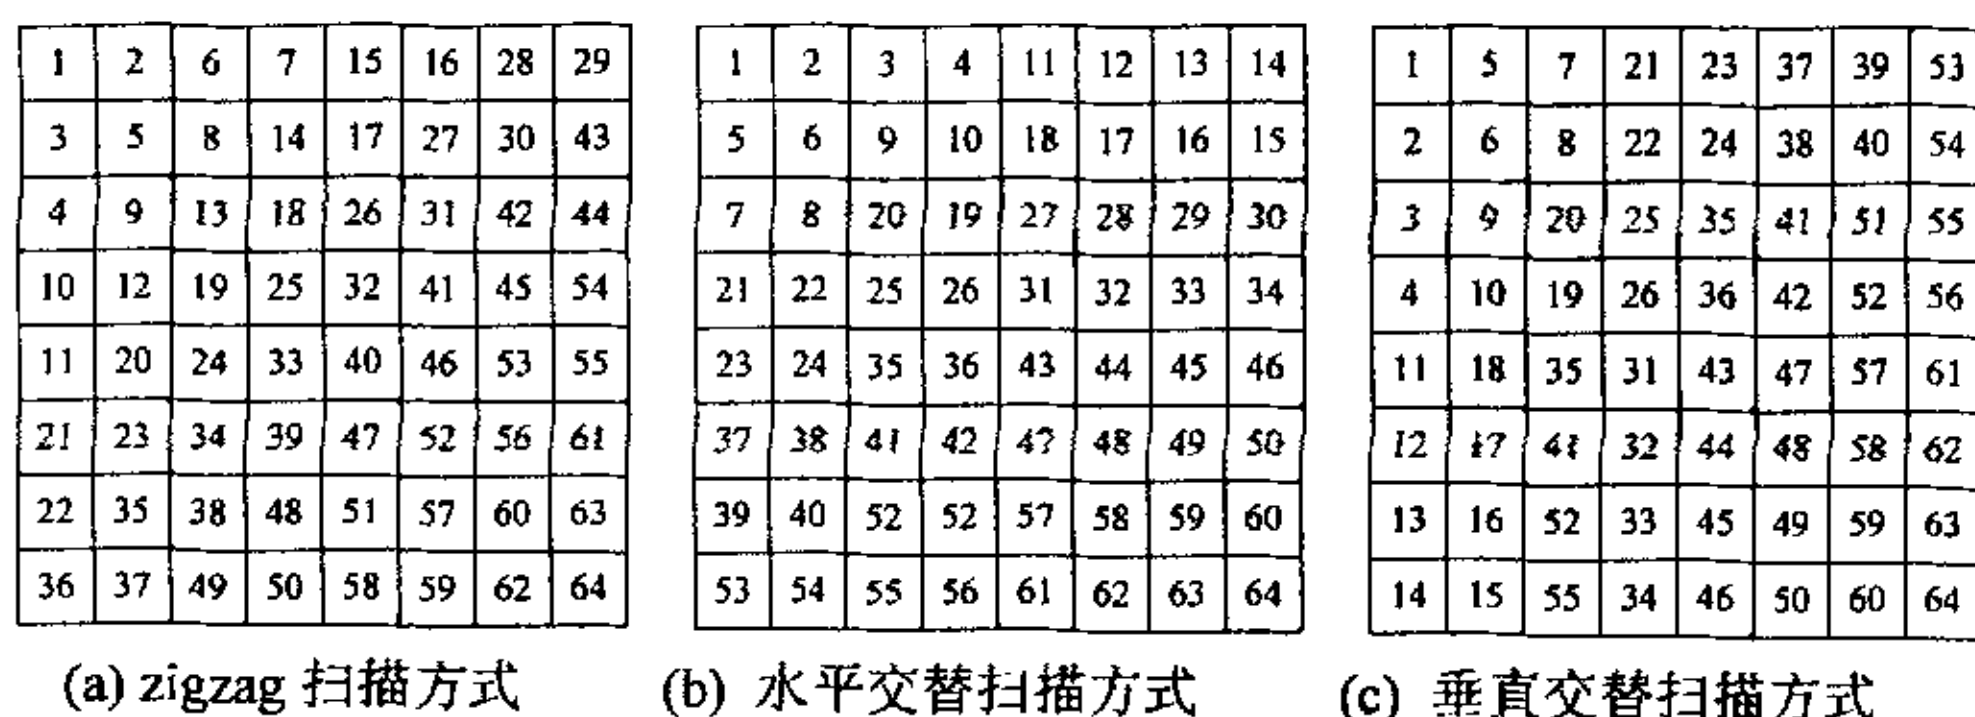 1 2 6 7 15 16 28 29
3 5 8 14 17 27 30 43
4 9 13 18 26 31 42 44
10 12 19 25 32 41 45 54
11 20 24 33 40 46 53 55
21 23 34 39 47 52 56 61
22 35 38 48 51 57 60 63
36 37 49 50 58 59 62 64
(a) zigzag 扫描方式
1 2 3 4 11 12 13 14
5 6 9 10 18 17 16 15
7 8 20 19 27 28 29 30
21 22 25 26 31 32 33 34
23 24 35 36 43 44 45 46
37 38 41 42 47 48 49 50
39 40 52 52 57 58 59 60
53 54 55 56 61 62 63 64
(b) 水平交替扫描方式
1 5 7 21 23 37 39 53
2 6 8 22 24 38 40 54
3 9 20 25 35 41 51 55
4 10 19 26 36 42 52 56
11 18 35 31 43 47 57 61
12 17 41 32 44 48 58 62
13 16 52 33 45 49 59 63
14 15 55 34 46 50 60 64
(c) 垂直交替扫描方式